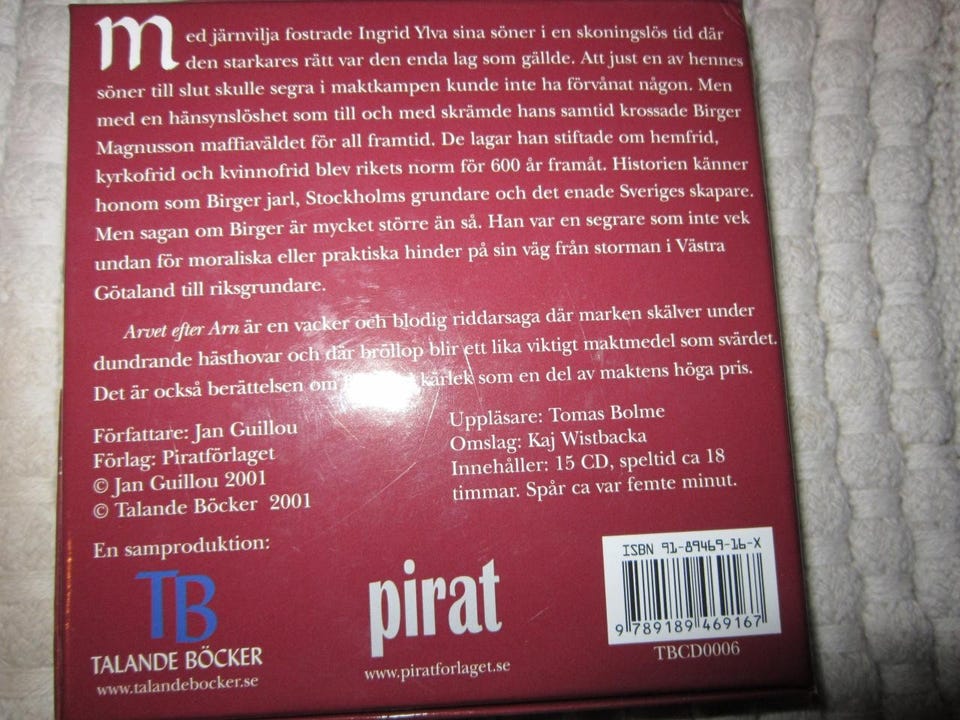 Med järnvilja fostrade Ingrid Ylva sina söner i en skoningslös tid där
den starkares rätt var den enda lag som gällde. Att just en av hennes
söner till slut skulle segra i maktkampen kunde inte ha förvånat någon. Men
med en hänsynslöshet som till och med skrämde hans samtid krossade Birger
Magnusson maffiaväldet för all framtid. De lagar han stiftade om hemfrid,
kyrkofrid och kvinnofrid blev rikets norm för 600 år framåt. Historien känner
honom som Birger jarl, Stockholms grundare och det enade Sveriges skapare.
Men sagan om Birger är mycket större än så. Han var en segrare som inte vek
undan för moraliska eller praktiska hinder på sin väg från storman i Västra
Götaland till riksgrundare.
Arvet efter Arn är en vacker och blodig riddarsaga där marken skälver under
dundrande hästhovar och där bröllop blir ett lika viktigt maktmedel som svärdet.
Det är också berättelsen om kärlek som en del av maktens höga pris.
Författare: Jan Guillou
Förlag: Piratförlaget
© Jan Guillou 2001
© Talande Böcker 2001
Uppläsare: Tomas Bolme
Omslag: Kaj Wistbacka
Innehåller: 15 CD, speltid ca 18
timmar. Spår ca var femte minut.
En samproduktion:
TB
TALANDE BÖCKER
www.talandebocker.se
pirat
www.piratforlaget.se
ISBN 91-89469-16-X
9 789189 469167
TBCD0006